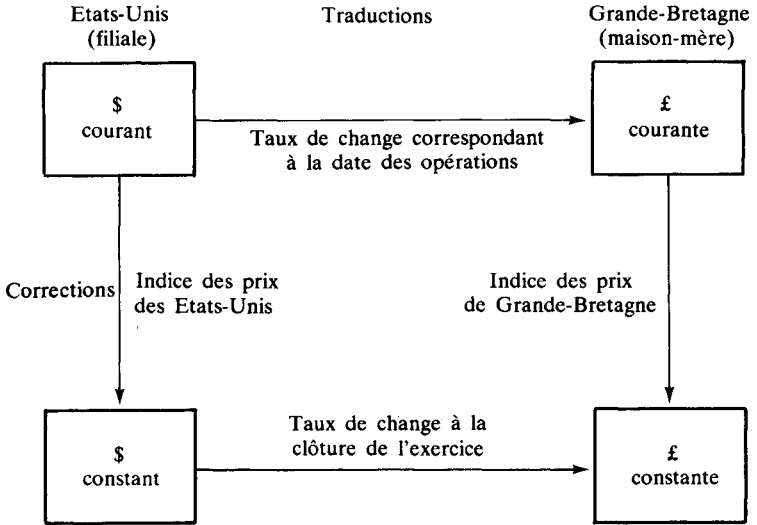 Etats-Unis
(filiale)
Traductions
Grande-Bretagne
(maison-mère)
$
courant
£
courante
Taux de change correspondant
à la date des opérations
Corrections
Indice des prix
des Etats-Unis
Indice des prix
de Grande-Bretagne
$
constant
Taux de change à la
clôture de l'exercice
£
constante